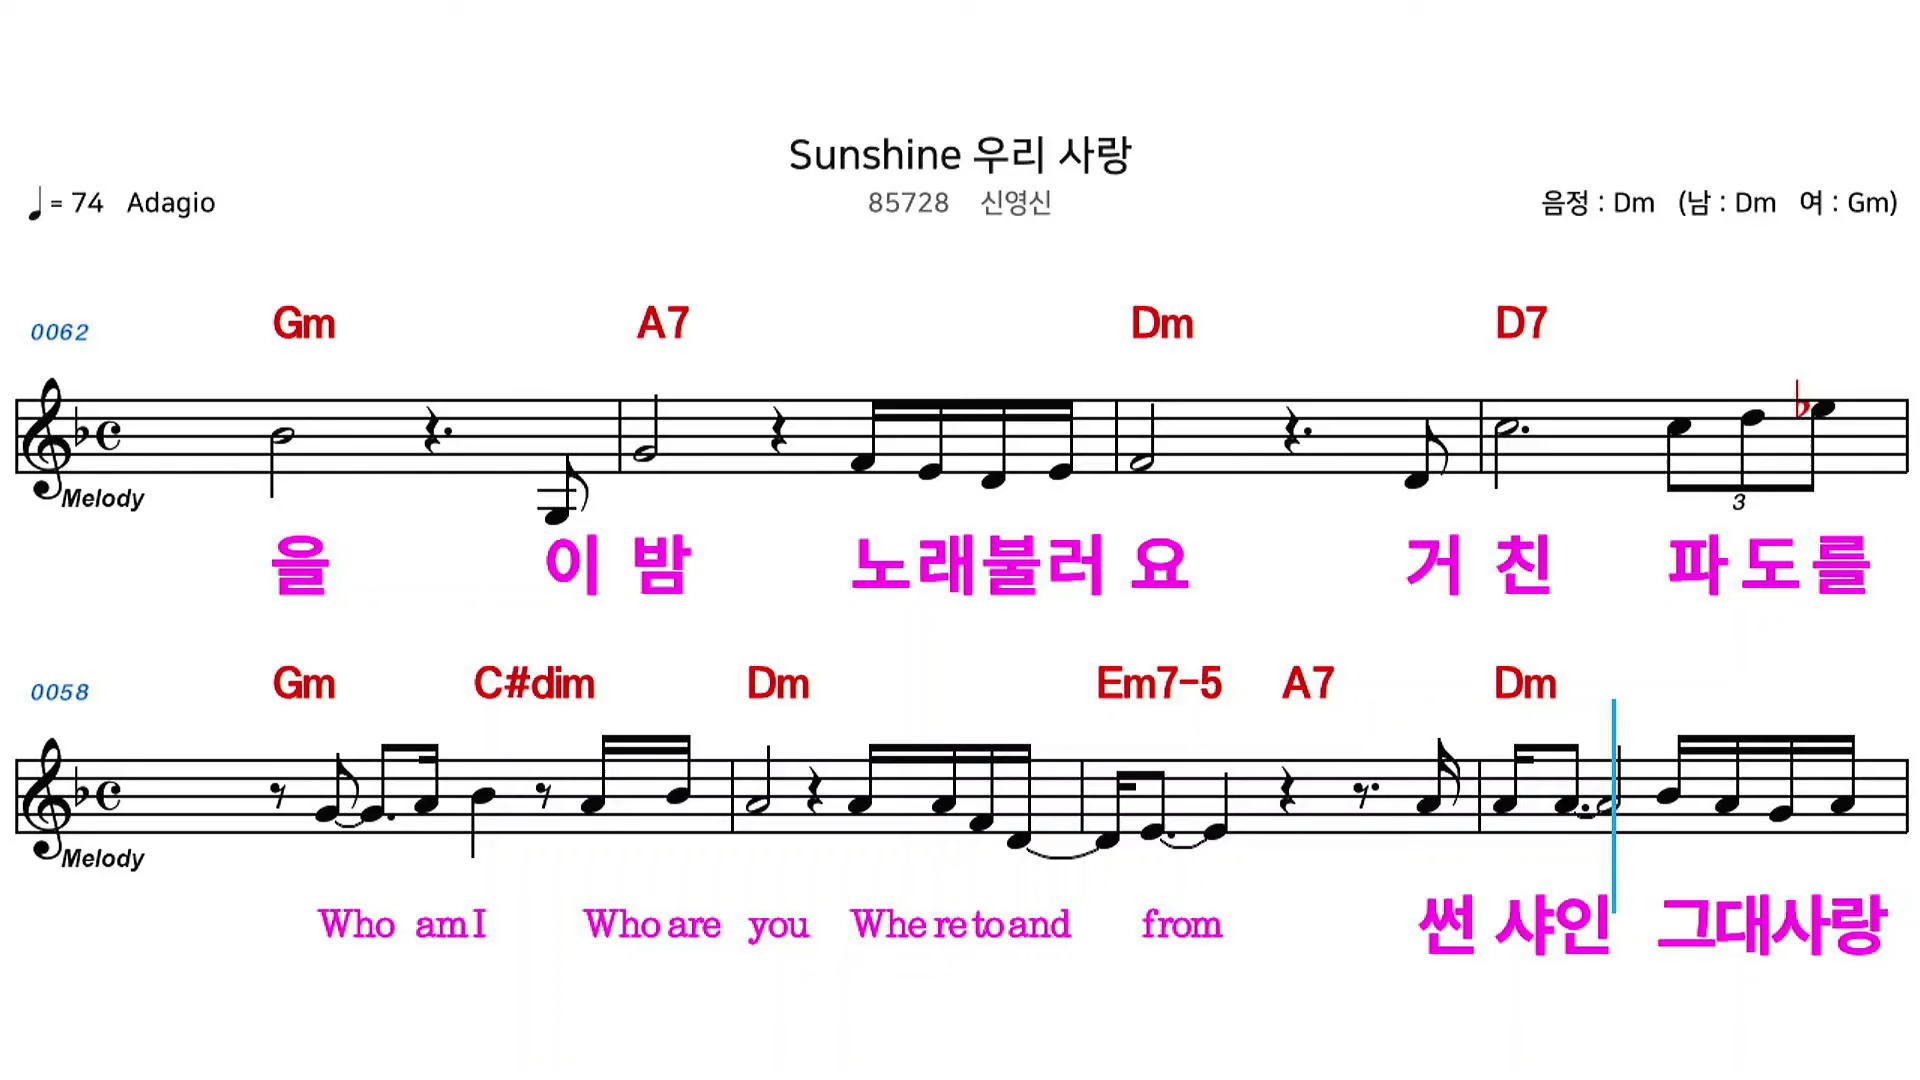 Sunshine 우리 사랑
= 74 Adagio
85728 신영신
음정 : Dm (남 : Dm 여 : Gm)
0062 Gm A7 Dm D7
Melody
3
을 이 밤 노래불러 요 거 친 파도를
0058 Gm C#dim Dm Em7-5 A7 Dm
Melody
Who am I Who are you Where to and from 썬 샤인 그대사랑